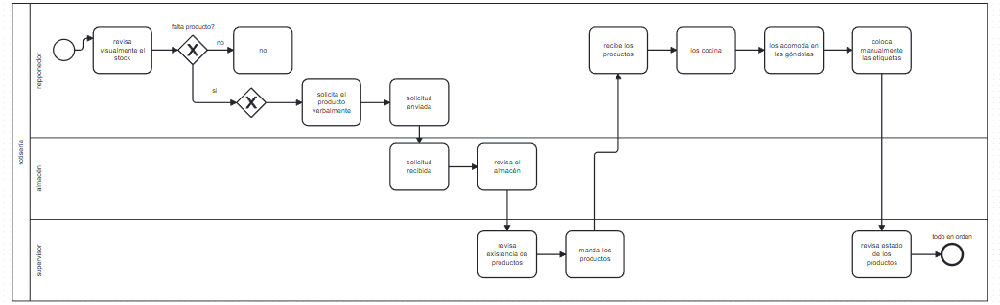 rotisería
repponedor
almacén
supervisor
revisa
visualmente el
stock
falta producto?
no
no
si
solicita el
producto
verbalmente
solicitud
enviada
solicitud
recibida
revisa el
almacén
revisa
existencia de
productos
manda los
productos
recibe los
productos
los cocina
los acomoda en
las góndolas
coloca
manualmente
las etiquetas
revisa estado
de los
productos
todo en orden